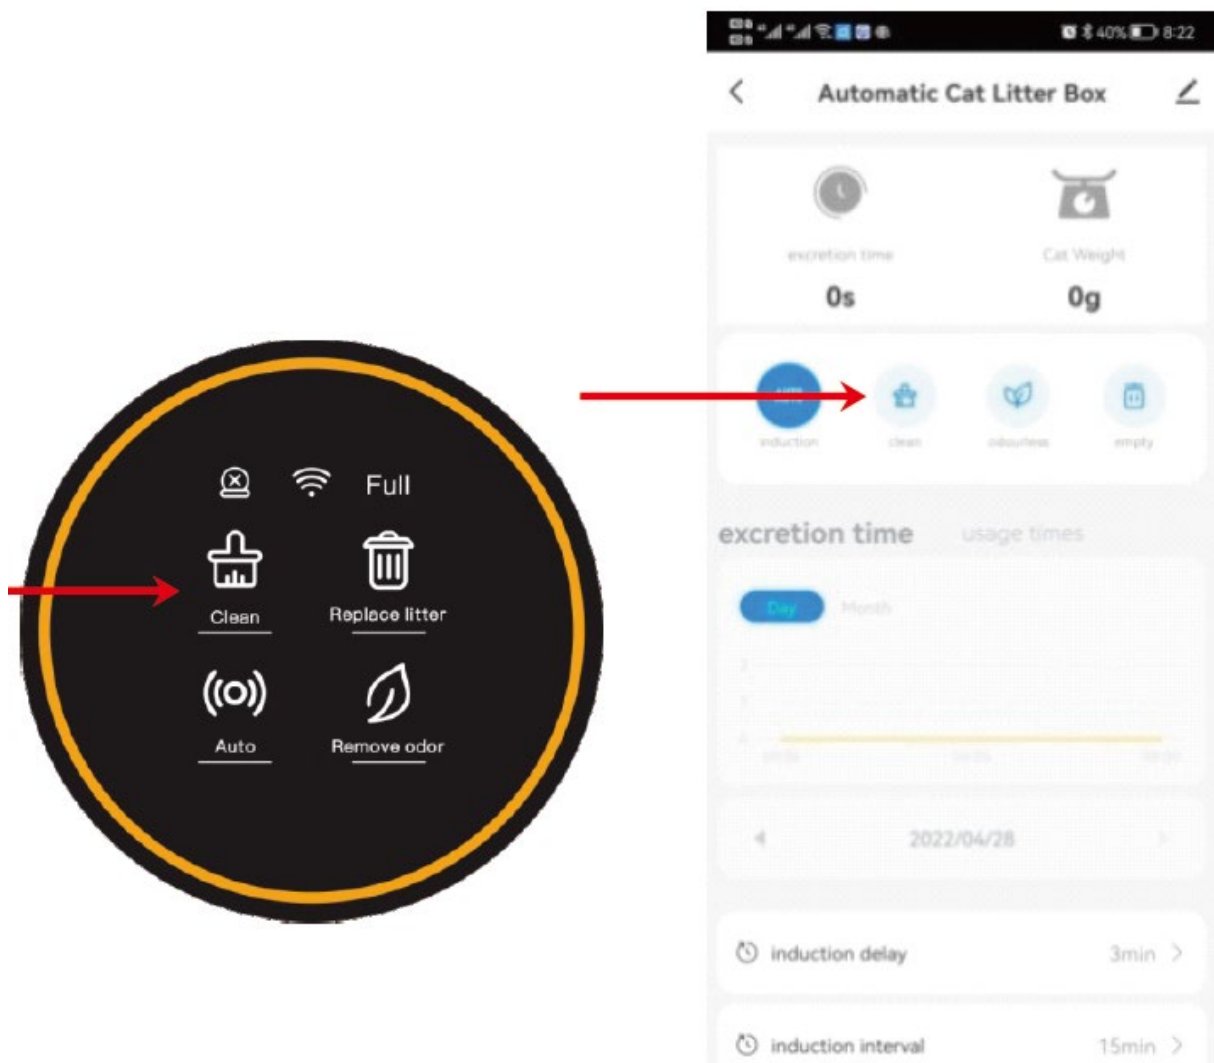 Full
Clean
Replace litter
Auto
Remove odor
40% 8:22
Automatic Cat Litter Box
excretion time
Cat Weight
0s
0g
induction
clean
odourless
empty
excretion time
usage times
Day
Month
2022/04/28
induction delay
3min
induction interval
15min